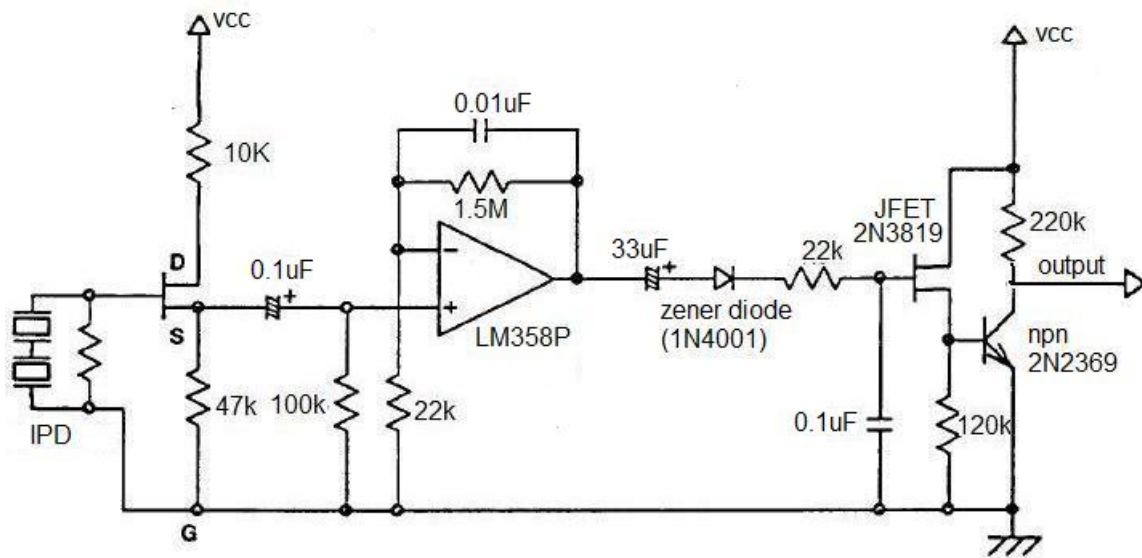 vcc
vcc
0.01uF
10K
1.5M
JFET
2N3819
220k
D
0.1uF
+
−
33uF
+
22k
output
S
+
LM358P
zener diode
(1N4001)
npn
2N2369
47k
100k
22k
0.1uF
120k
IPD
G